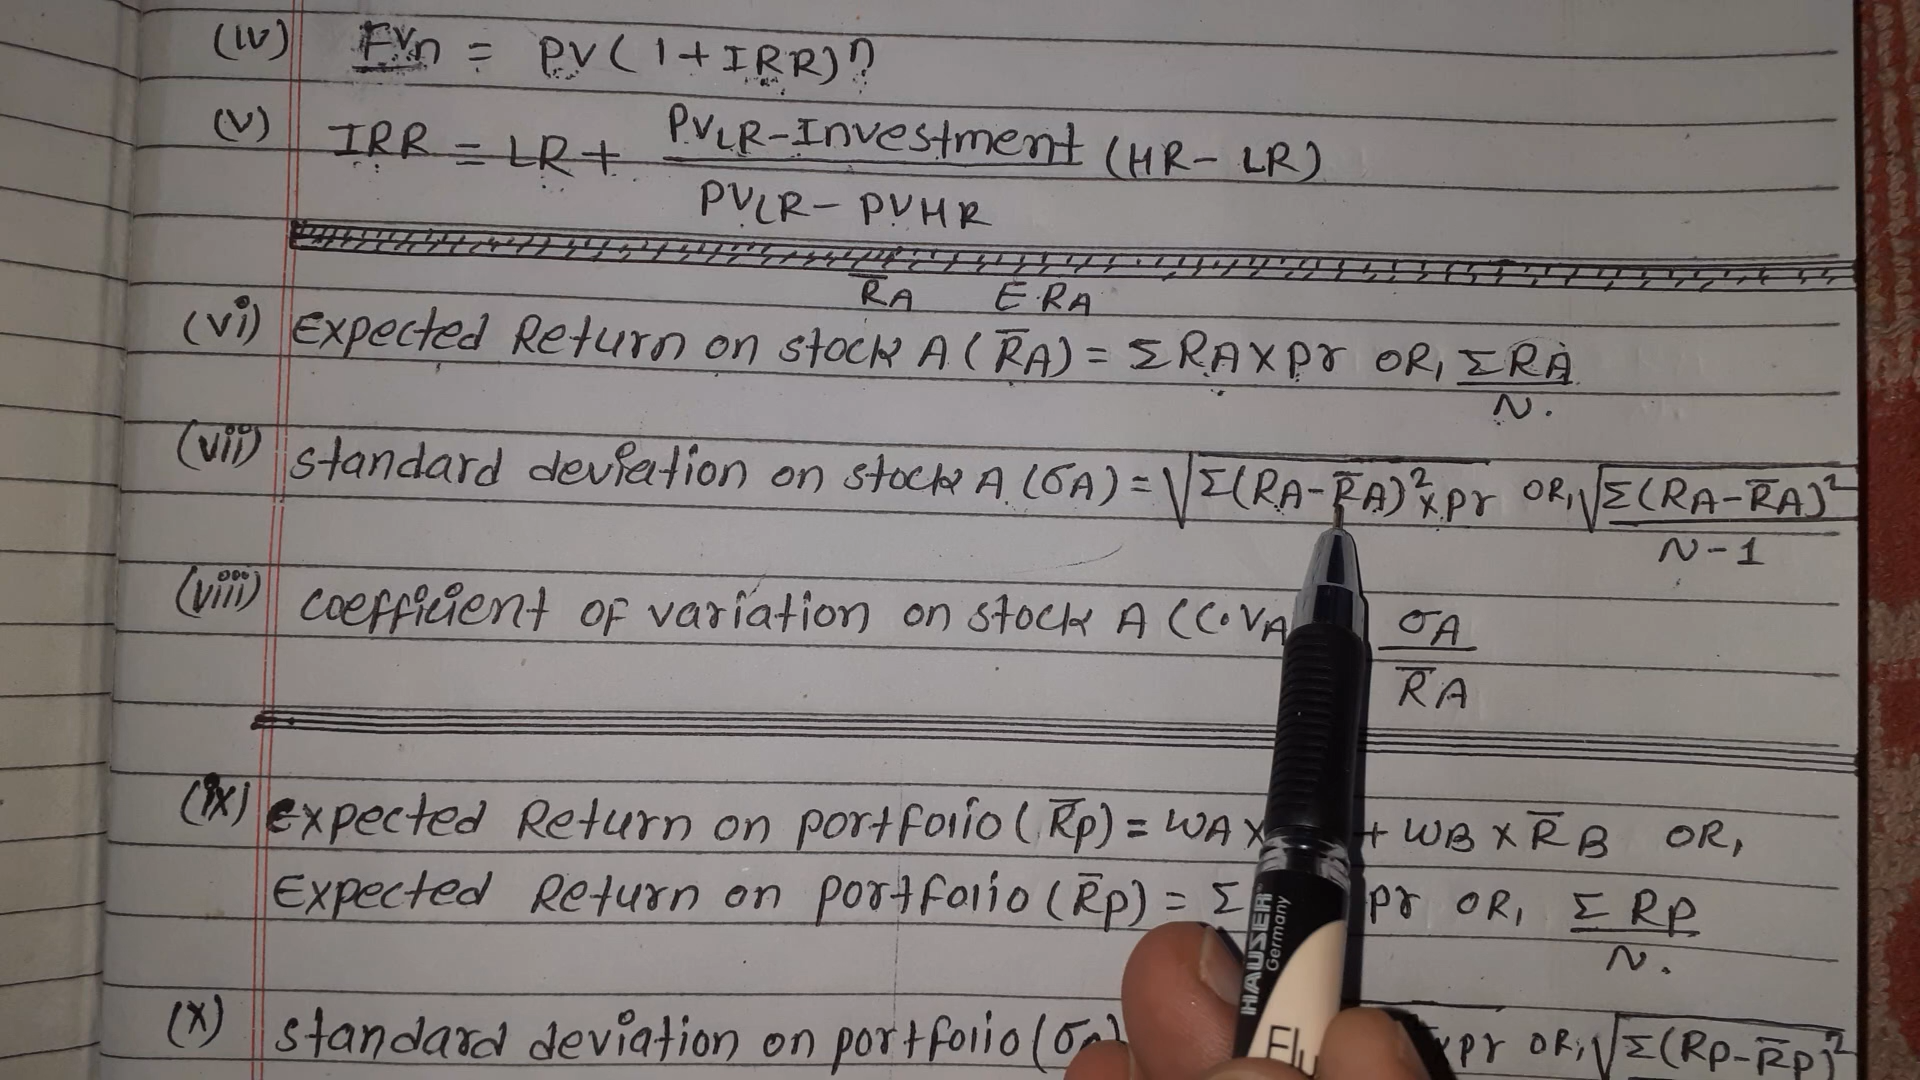 (iv) FVn = PV(1+IRR)n
(v) IRR = LR + PVLR-Investment (HR-LR)
PVLR-PVHR
R̄A E.RA
(vi) Expected Return on stock A (R̄A) = ΣRA×Pr OR, ΣRA
N.
(vii) standard deviation on stock A (σA) = √Σ(RA-R̄A)²×Pr OR, √Σ(RA-R̄A)²
N-1
(viii) coefficient of variation on stock A (C.VA σA
R̄A
(ix) Expected Return on portfolio (R̄p) = WA× + WB×R̄B OR,
Expected Return on portfolio (R̄p) = Σ Pr OR, ΣRP
N.
(x) standard deviation on portfolio (σ ×Pr OR, √Σ(Rp-R̄p)²
HAUSER
Germany